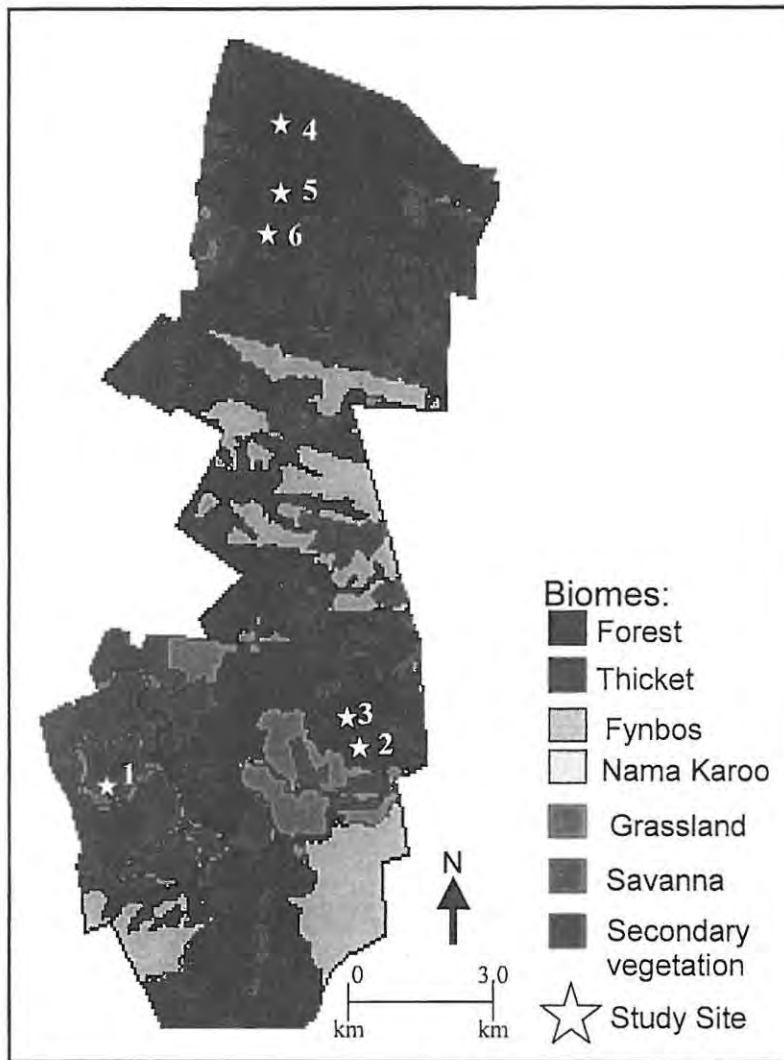 4
5
6
3
2
1
Biomes:
Forest
Thicket
Fynbos
Nama Karoo
Grassland
Savanna
Secondary
vegetation
Study Site
N
0 3,0
km km